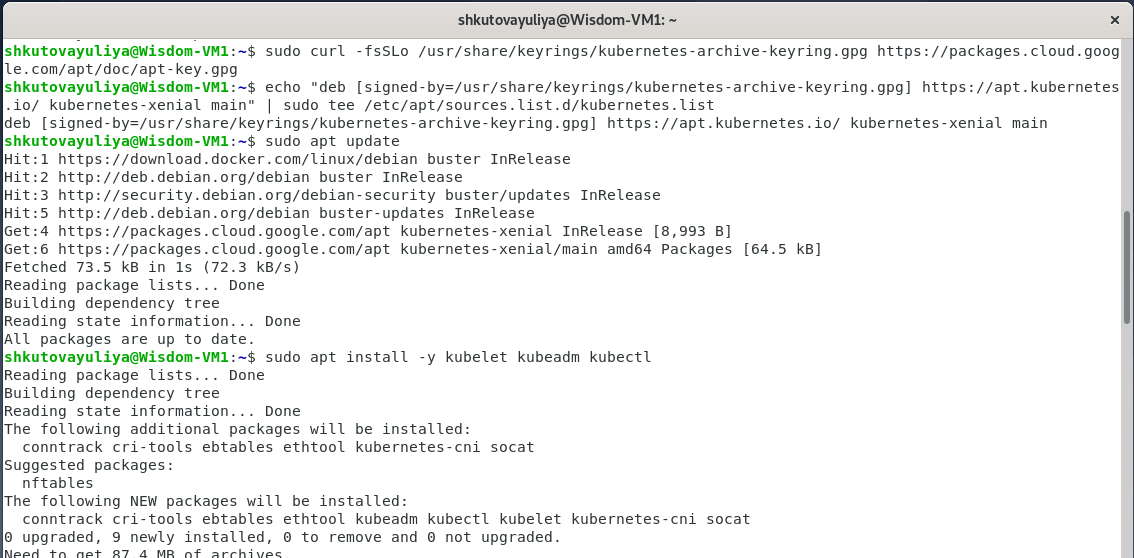 shkutovayuliya@Wisdom-VM1: ~
shkutovayuliya@Wisdom-VM1:~$ sudo curl -fsSLo /usr/share/keyrings/kubernetes-archive-keyring.gpg https://packages.cloud.goog
le.com/apt/doc/apt-key.gpg
shkutovayuliya@Wisdom-VM1:~$ echo "deb [signed-by=/usr/share/keyrings/kubernetes-archive-keyring.gpg] https://apt.kubernetes
.io/ kubernetes-xenial main" | sudo tee /etc/apt/sources.list.d/kubernetes.list
deb [signed-by=/usr/share/keyrings/kubernetes-archive-keyring.gpg] https://apt.kubernetes.io/ kubernetes-xenial main
shkutovayuliya@Wisdom-VM1:~$ sudo apt update
Hit:1 https://download.docker.com/linux/debian buster InRelease
Hit:2 http://deb.debian.org/debian buster InRelease
Hit:3 http://security.debian.org/debian-security buster/updates InRelease
Hit:5 http://deb.debian.org/debian buster-updates InRelease
Get:4 https://packages.cloud.google.com/apt kubernetes-xenial InRelease [8,993 B]
Get:6 https://packages.cloud.google.com/apt kubernetes-xenial/main amd64 Packages [64.5 kB]
Fetched 73.5 kB in 1s (72.3 kB/s)
Reading package lists... Done
Building dependency tree
Reading state information... Done
All packages are up to date.
shkutovayuliya@Wisdom-VM1:~$ sudo apt install -y kubelet kubeadm kubectl
Reading package lists... Done
Building dependency tree
Reading state information... Done
The following additional packages will be installed:
  conntrack cri-tools ebtables ethtool kubernetes-cni socat
Suggested packages:
  nftables
The following NEW packages will be installed:
  conntrack cri-tools ebtables ethtool kubeadm kubectl kubelet kubernetes-cni socat
0 upgraded, 9 newly installed, 0 to remove and 0 not upgraded.
Need to get 87.4 MB of archives.